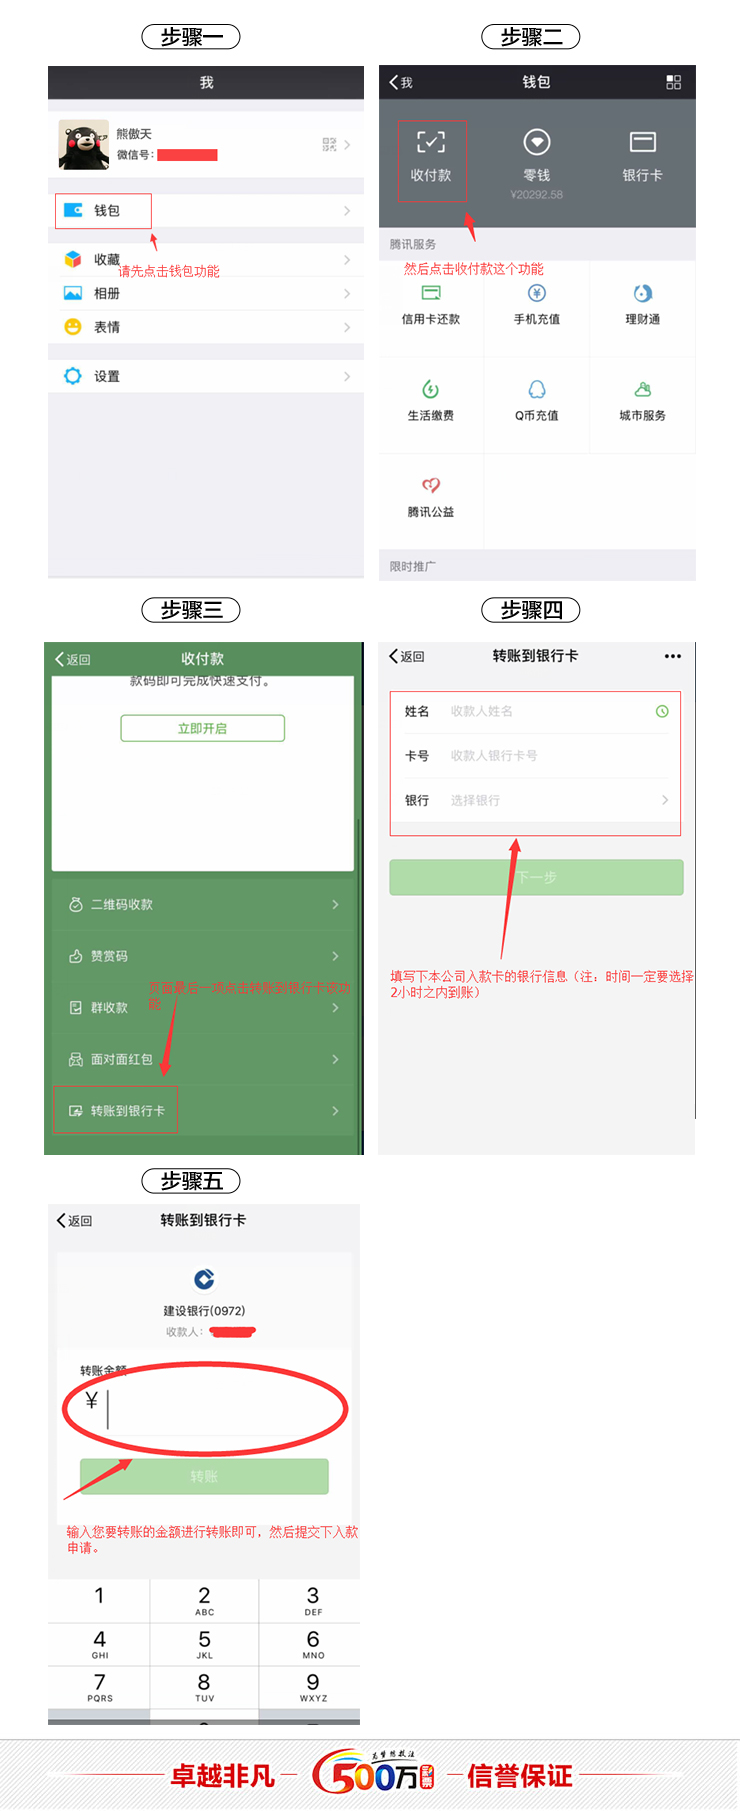 步骤一
我
熊傲天
微信号：
钱包
请先点击钱包功能
收藏
相册
表情
设置
步骤二
我
钱包
收付款
零钱
¥20292.58
银行卡
腾讯服务
然后点击收付款这个功能
信用卡还款
手机充值
理财通
生活缴费
Q币充值
城市服务
腾讯公益
限时推广
步骤三
返回
收付款
款码即可完成快速支付。
立即开启
二维码收款
赞赏码
页面最后一项点击转账到银行卡该功
能
群收款
面对面红包
转账到银行卡
步骤四
返回
转账到银行卡
姓名 收款人姓名
卡号 收款人银行卡号
银行 选择银行
下一步
填写下本公司入款卡的银行信息（注：时间一定要选择
2小时之内到账）
步骤五
返回
转账到银行卡
建设银行(0972)
收款人：
转账金额
¥
转账
输入您要转账的金额进行转账即可，然后提交下入款
申请。
1
2
ABC
3
DEF
4
GHI
5
JKL
6
MNO
7
PQRS
8
TUV
9
WXYZ
卓越非凡
500万
彩票
信誉保证